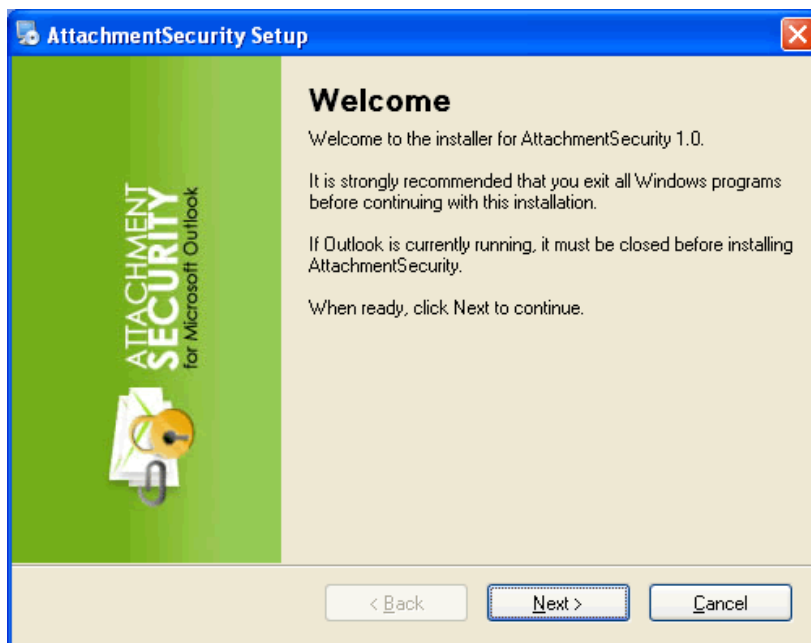 AttachmentSecurity Setup
ATTACHMENT
SECURITY
for Microsoft Outlook
Welcome
Welcome to the installer for AttachmentSecurity 1.0.
It is strongly recommended that you exit all Windows programs
before continuing with this installation.
If Outlook is currently running, it must be closed before installing
AttachmentSecurity.
When ready, click Next to continue.
< Back
Next >
Cancel